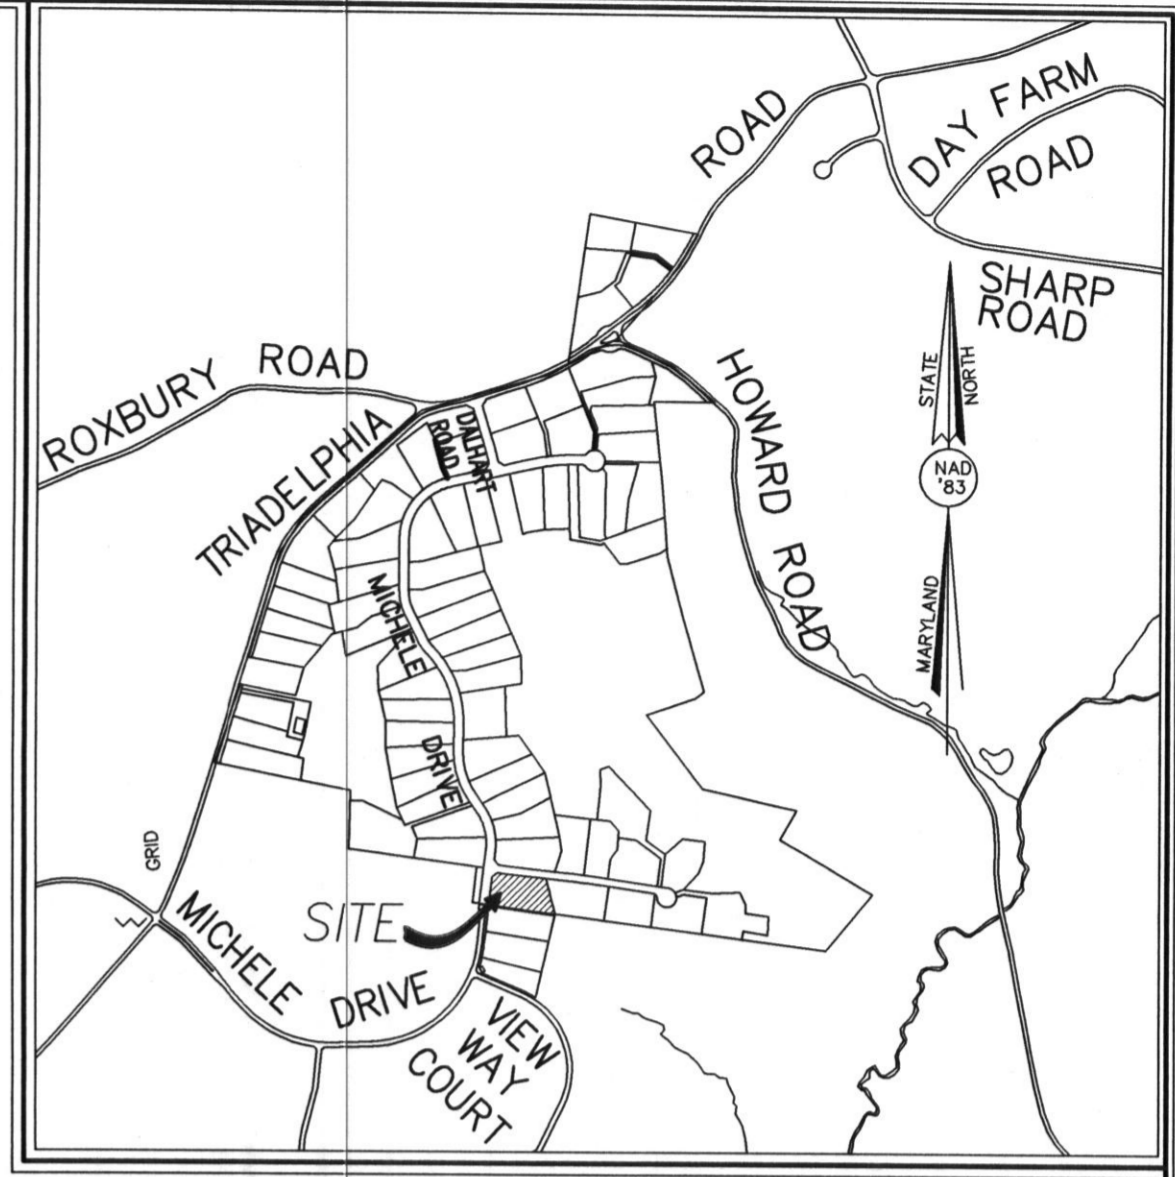 ROAD
DAY FARM
ROAD
SHARP
ROAD
ROXBURY ROAD
TRIADELPHIA
DALHART
ROAD
HOWARD ROAD
STATE
NORTH
NAD
'83
MARYLAND
GRID
MICHELE
DRIVE
SITE
MICHELE DRIVE
VIEW
WAY
COURT